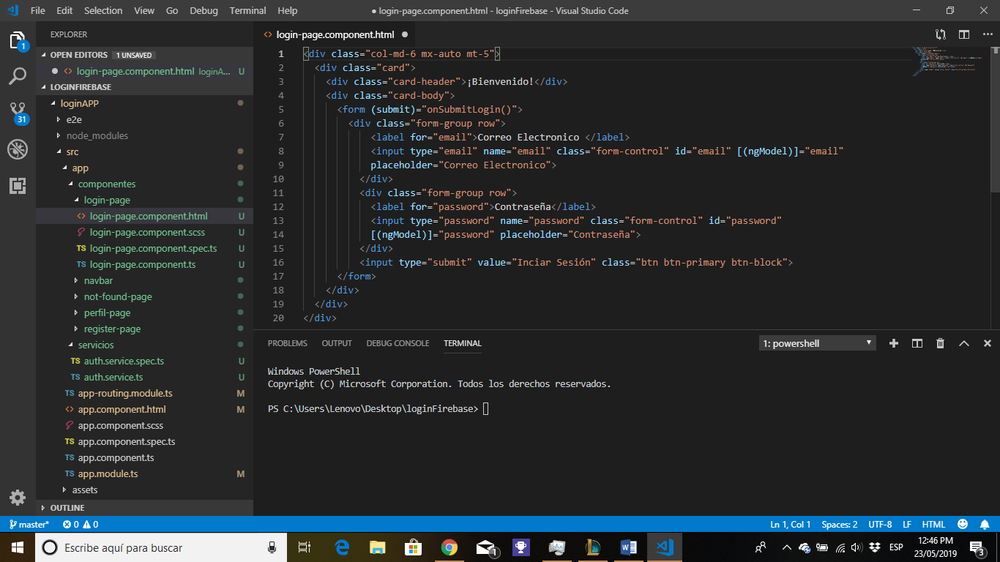 File Edit Selection View Go Debug Terminal Help
● login-page.component.html - loginFirebase - Visual Studio Code
EXPLORER
OPEN EDITORS 1 UNSAVED
login-page.component.html loginA... U
LOGINFIREBASE
loginAPP
e2e
node_modules
src
app
componentes
login-page
login-page.component.html U
login-page.component.scss U
TS login-page.component.spec.ts U
TS login-page.component.ts U
navbar
not-found-page
perfil-page
register-page
servicios
TS auth.service.spec.ts U
TS auth.service.ts U
TS app-routing.module.ts M
app.component.html M
app.component.scss
TS app.component.spec.ts
TS app.component.ts
TS app.module.ts M
assets
OUTLINE
1
31
login-page.component.html
1 <div class="col-md-6 mx-auto mt-5">
2 <div class="card">
3 <div class="card-header">¡Bienvenido!</div>
4 <div class="card-body">
5 <form (submit)="onSubmitLogin()">
6 <div class="form-group row">
7 <label for="email">Correo Electronico </label>
8 <input type="email" name="email" class="form-control" id="email" [(ngModel)]="email"
9 placeholder="Correo Electronico">
10 </div>
11 <div class="form-group row">
12 <label for="password">Contraseña</label>
13 <input type="password" name="password" class="form-control" id="password"
14 [(ngModel)]="password" placeholder="Contraseña">
15 </div>
16 <input type="submit" value="Inciar Sesión" class="btn btn-primary btn-block">
17 </form>
18 </div>
19 </div>
20 </div>
PROBLEMS OUTPUT DEBUG CONSOLE TERMINAL
1: powershell
Windows PowerShell
Copyright (C) Microsoft Corporation. Todos los derechos reservados.
PS C:\Users\Lenovo\Desktop\loginFirebase>
master* 0 0
Ln 1, Col 1 Spaces: 2 UTF-8 LF HTML
Escribe aquí para buscar
1
ESP
12:46 PM
23/05/2019
3